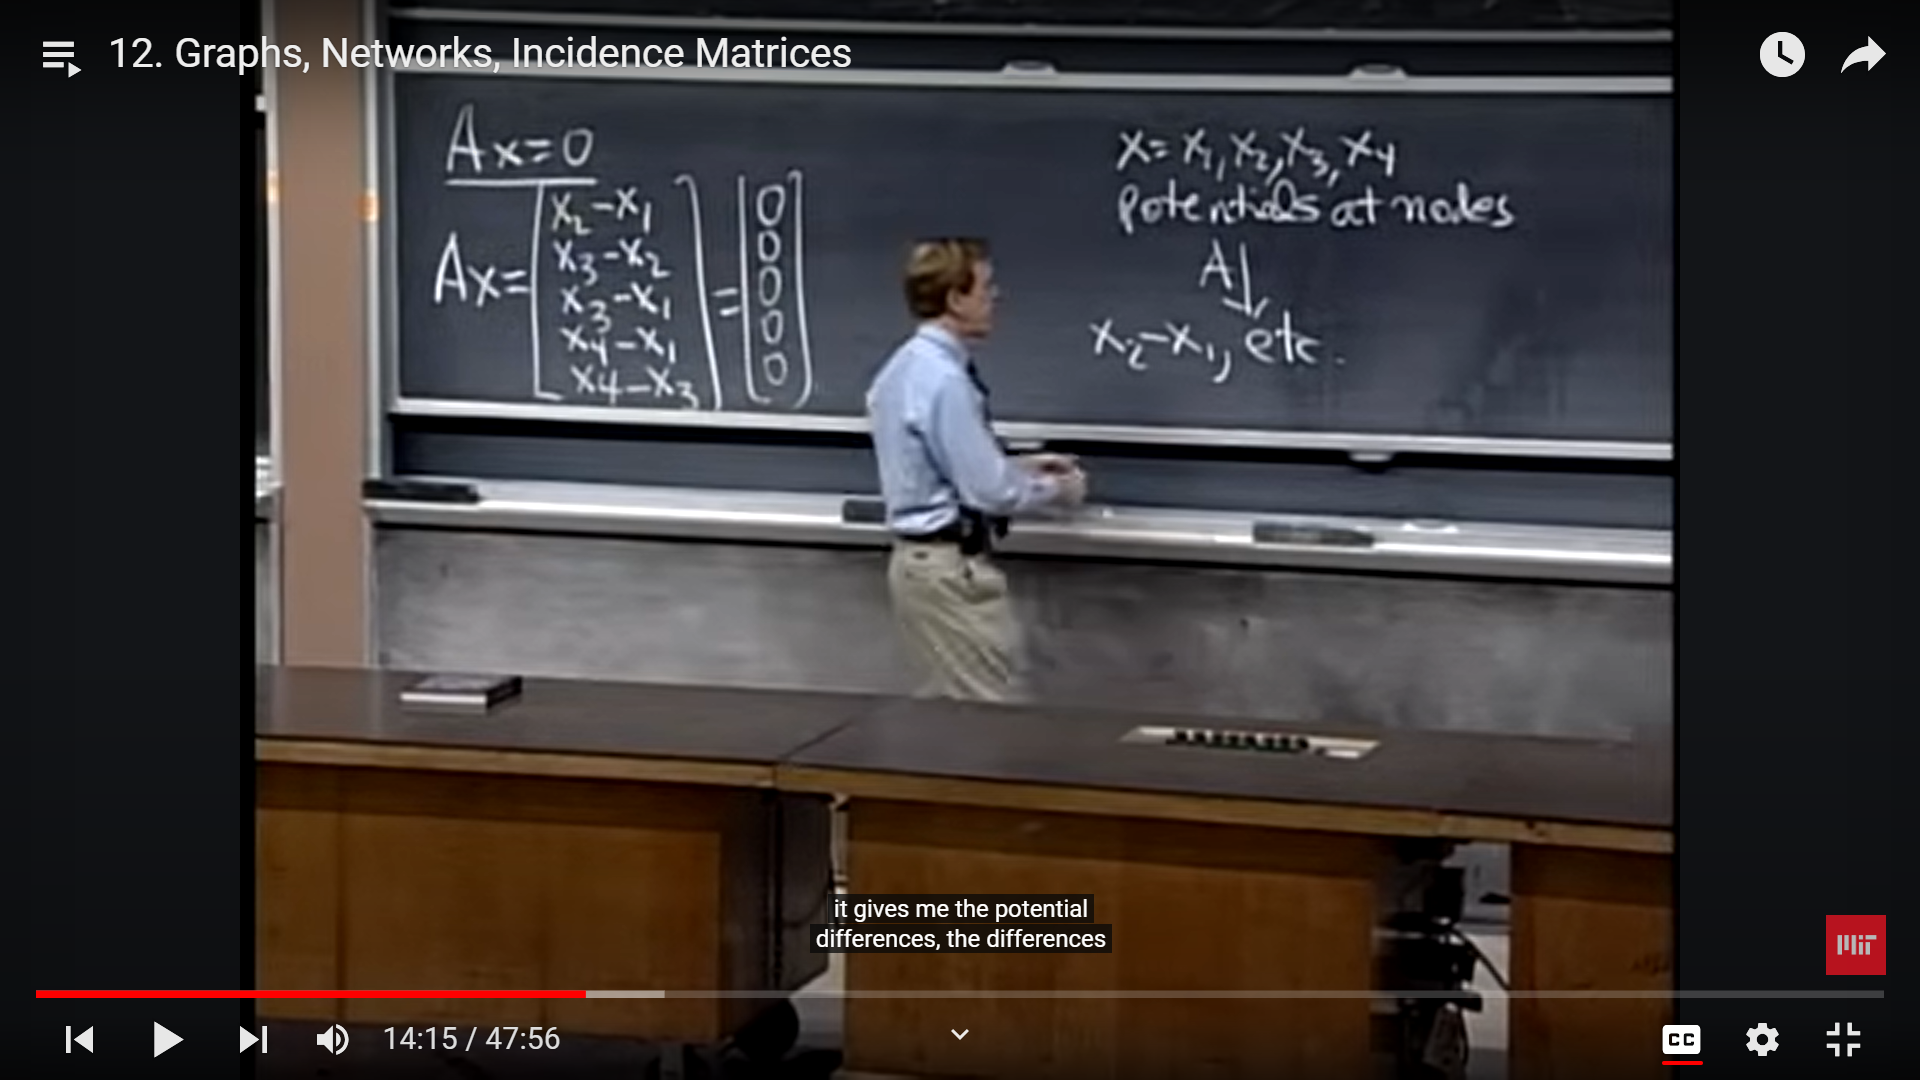 12. Graphs, Networks, Incidence Matrices
Ax=0
Ax=
x₂-x₁
x₃-x₂
x₃-x₁
x₄-x₁
x₄-x₃
=
0
0
0
0
0
x= x₁, x₂, x₃, x₄
potentials at nodes
A↓
x₂-x₁, etc.
it gives me the potential
differences, the differences
MIT
14:15 / 47:56
CC